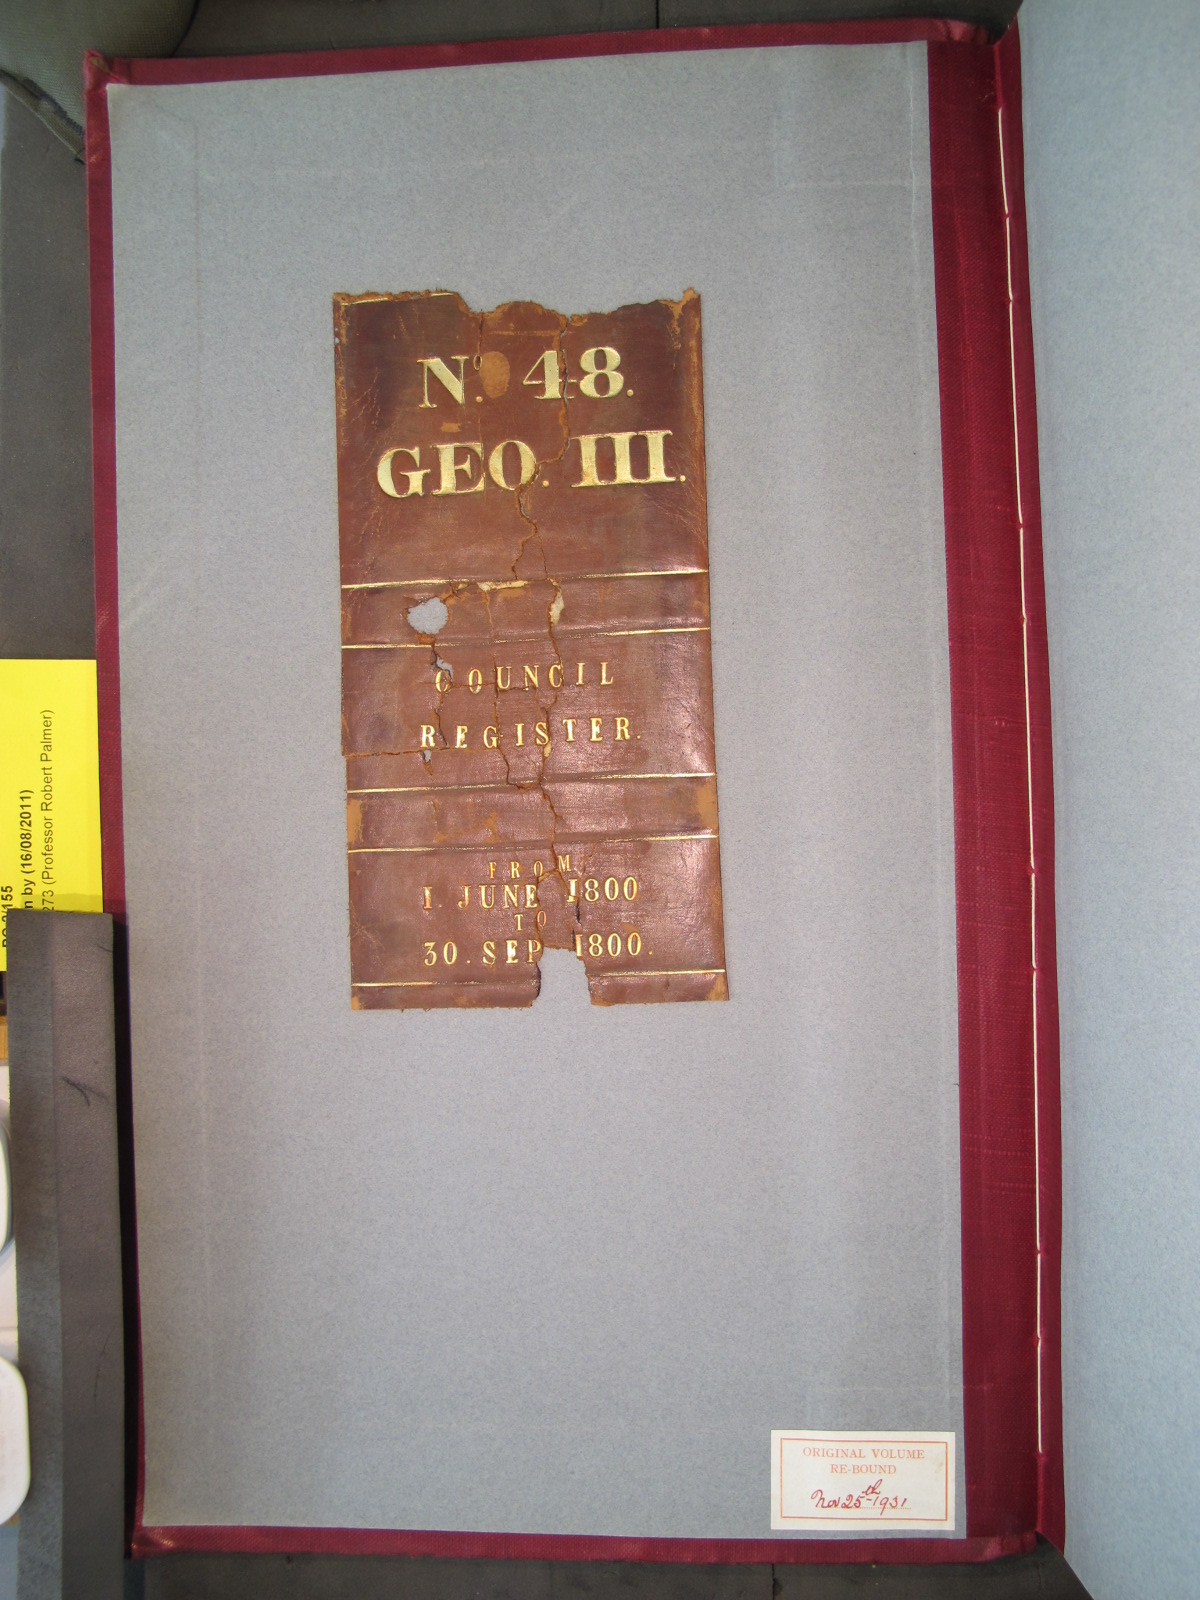 Nº. 48.
GEO. III.
COUNCIL
REGISTER.
FROM
1. JUNE 1800
TO
30. SEP 1800.
ORIGINAL VOLUME
RE-BOUND
Nov 25th 1931
155
by (16/08/2011)
273 (Professor Robert Palmer)